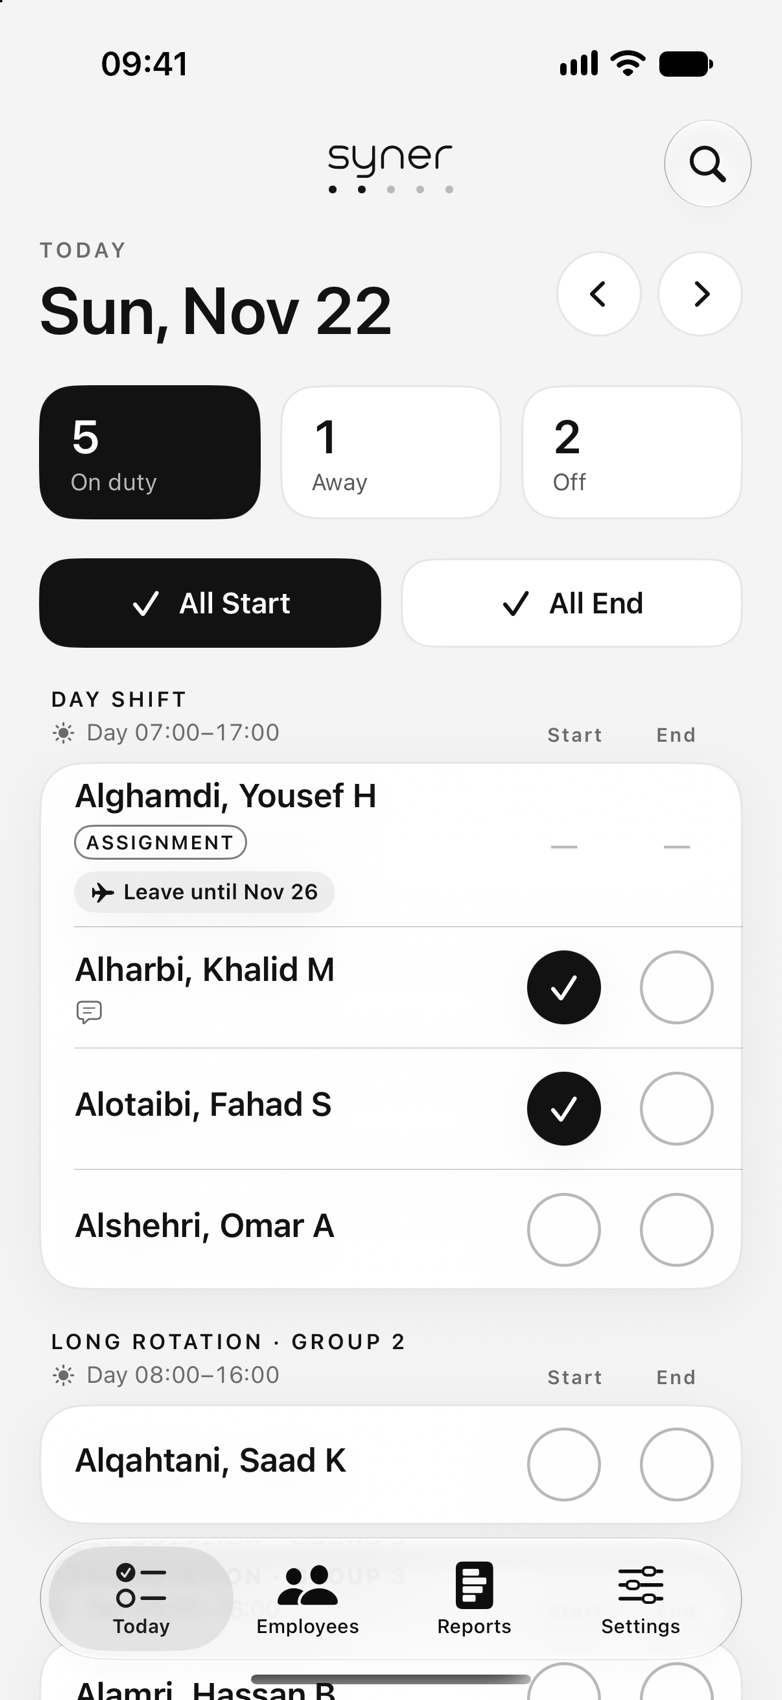 09:41
syner
TODAY
Sun, Nov 22
5
On duty
1
Away
2
Off
All Start
All End
DAY SHIFT
Day 07:00–17:00
Start End
Alghamdi, Yousef H
ASSIGNMENT
Leave until Nov 26
Alharbi, Khalid M
Alotaibi, Fahad S
Alshehri, Omar A
LONG ROTATION · GROUP 2
Day 08:00–16:00
Start End
Alqahtani, Saad K
Today
Employees
Reports
Settings
Alamri, Hassan B